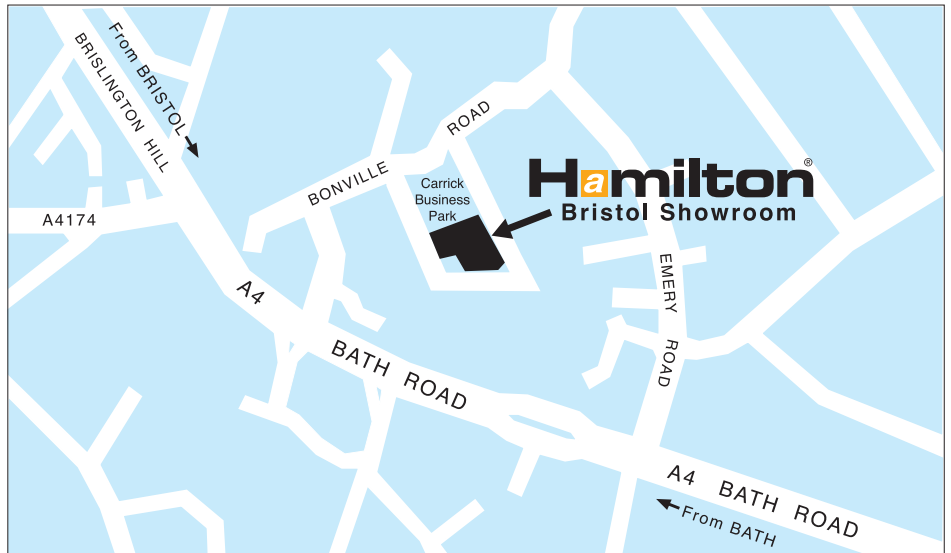 From BRISTOL
BRISLINGTON HILL
A4174
BONVILLE
ROAD
Carrick
Business
Park
Hamilton®
Bristol Showroom
EMERY
ROAD
A4
BATH ROAD
A4 BATH ROAD
From BATH